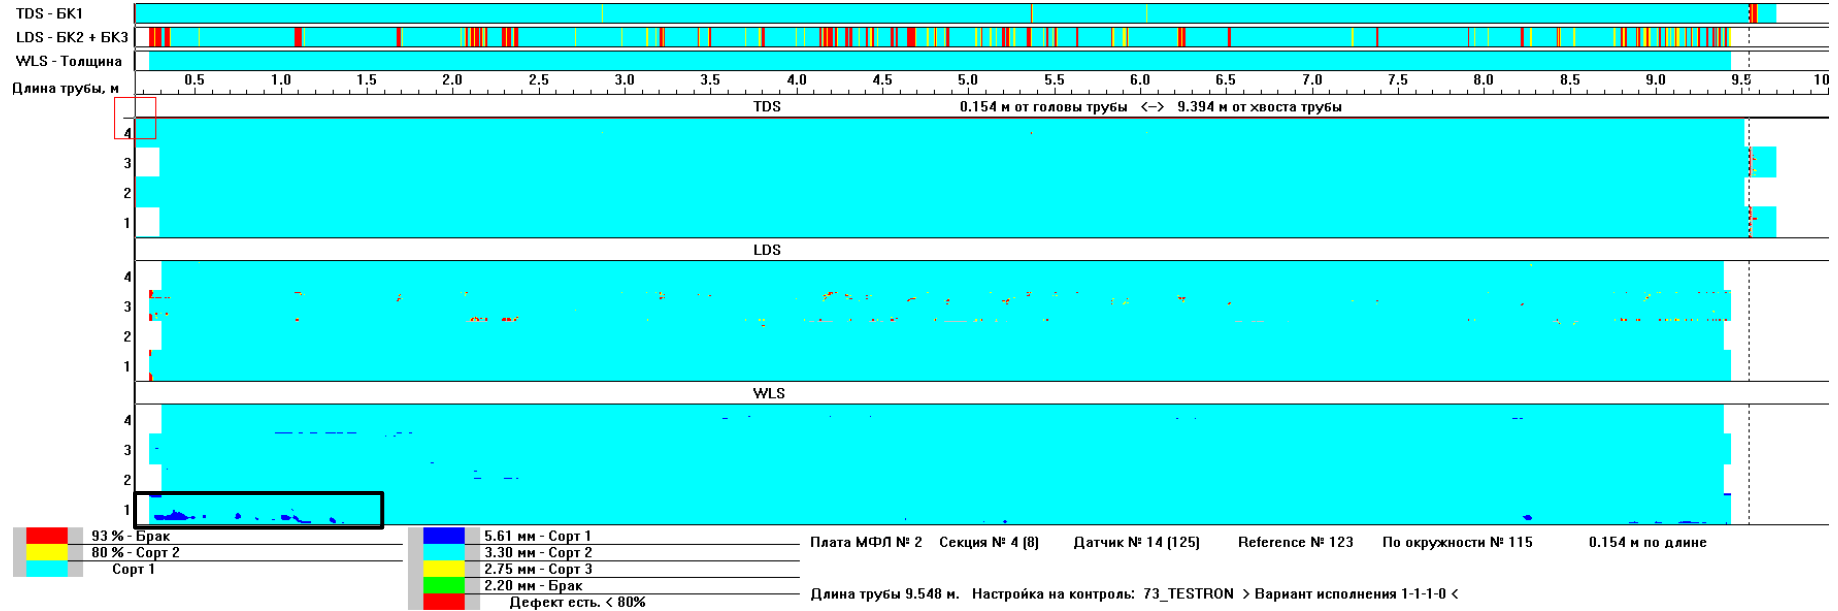 TDS - БК1
LDS - БК2 + БК3
WLS - Толщина
Длина трубы, м
0.5 1.0 1.5 2.0 2.5 3.0 3.5 4.0 4.5 5.0 5.5 6.0 6.5 7.0 7.5 8.0 8.5 9.0 9.5 10
TDS 0.154 м от головы трубы <-> 9.394 м от хвоста трубы
4
3
2
1
LDS
4
3
2
1
WLS
4
3
2
1
93 % - Брак
80 % - Сорт 2
Сорт 1
5.61 мм - Сорт 1
3.30 мм - Сорт 2
2.75 мм - Сорт 3
2.20 мм - Брак
Дефект есть. < 80%
Плата МФЛ № 2 Секция № 4 (8) Датчик № 14 (125) Reference № 123 По окружности № 115 0.154 м по длине
Длина трубы 9.548 м. Настройка на контроль: 73_TESTRON > Вариант исполнения 1-1-1-0 <